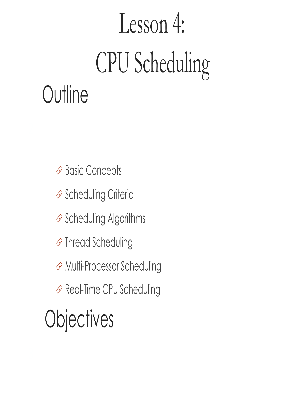 Lesson 4:
CPU Scheduling
Outline
Basic Concepts
Scheduling Criteria
Scheduling Algorithms
Thread Scheduling
Multi-Processor Scheduling
Real-Time CPU Scheduling
Objectives